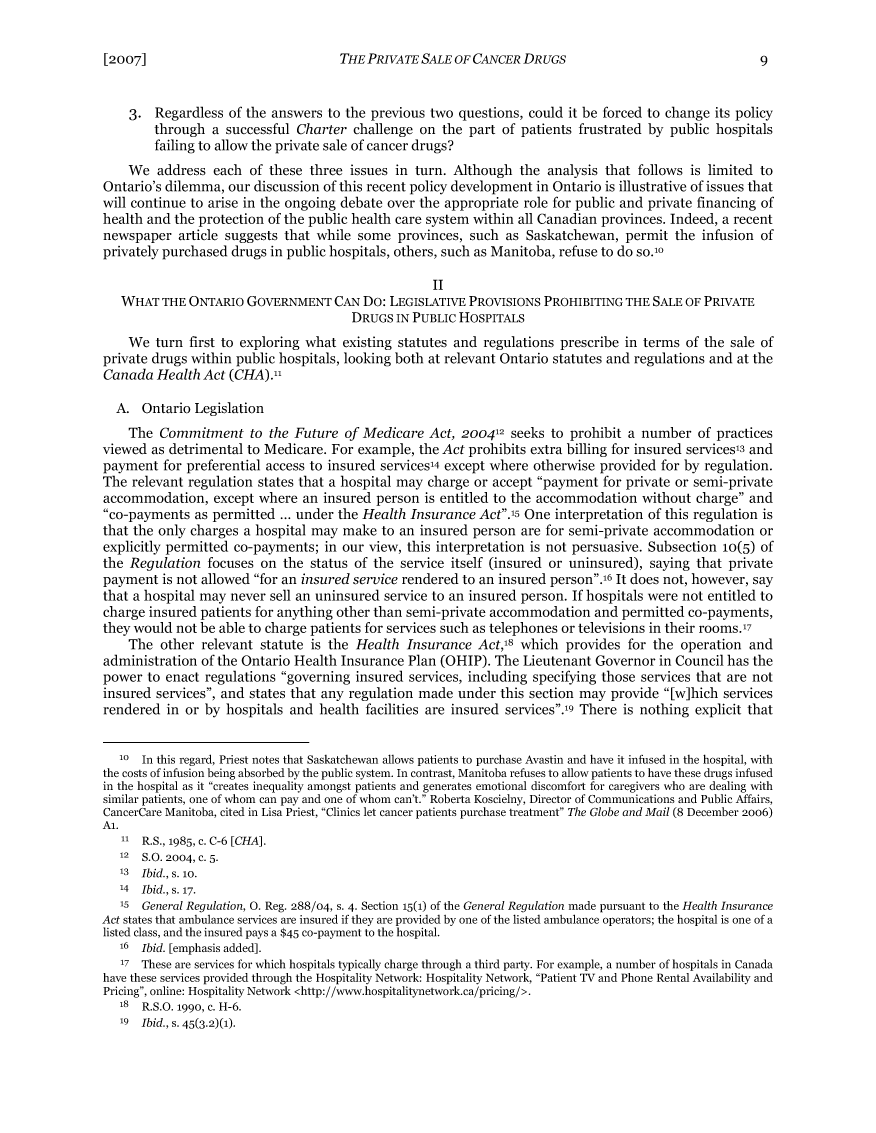 [2007] THE PRIVATE SALE OF CANCER DRUGS 9
3. Regardless of the answers to the previous two questions, could it be forced to change its policy
through a successful Charter challenge on the part of patients frustrated by public hospitals
failing to allow the private sale of cancer drugs?
We address each of these three issues in turn. Although the analysis that follows is limited to
Ontario’s dilemma, our discussion of this recent policy development in Ontario is illustrative of issues that
will continue to arise in the ongoing debate over the appropriate role for public and private financing of
health and the protection of the public health care system within all Canadian provinces. Indeed, a recent
newspaper article suggests that while some provinces, such as Saskatchewan, permit the infusion of
privately purchased drugs in public hospitals, others, such as Manitoba, refuse to do so.10
II
WHAT THE ONTARIO GOVERNMENT CAN DO: LEGISLATIVE PROVISIONS PROHIBITING THE SALE OF PRIVATE
DRUGS IN PUBLIC HOSPITALS
We turn first to exploring what existing statutes and regulations prescribe in terms of the sale of
private drugs within public hospitals, looking both at relevant Ontario statutes and regulations and at the
Canada Health Act (CHA).11
A. Ontario Legislation
The Commitment to the Future of Medicare Act, 200412 seeks to prohibit a number of practices
viewed as detrimental to Medicare. For example, the Act prohibits extra billing for insured services13 and
payment for preferential access to insured services14 except where otherwise provided for by regulation.
The relevant regulation states that a hospital may charge or accept “payment for private or semi-private
accommodation, except where an insured person is entitled to the accommodation without charge” and
“co-payments as permitted … under the Health Insurance Act”.15 One interpretation of this regulation is
that the only charges a hospital may make to an insured person are for semi-private accommodation or
explicitly permitted co-payments; in our view, this interpretation is not persuasive. Subsection 10(5) of
the Regulation focuses on the status of the service itself (insured or uninsured), saying that private
payment is not allowed “for an insured service rendered to an insured person”.16 It does not, however, say
that a hospital may never sell an uninsured service to an insured person. If hospitals were not entitled to
charge insured patients for anything other than semi-private accommodation and permitted co-payments,
they would not be able to charge patients for services such as telephones or televisions in their rooms.17
The other relevant statute is the Health Insurance Act,18 which provides for the operation and
administration of the Ontario Health Insurance Plan (OHIP). The Lieutenant Governor in Council has the
power to enact regulations “governing insured services, including specifying those services that are not
insured services”, and states that any regulation made under this section may provide “[w]hich services
rendered in or by hospitals and health facilities are insured services”.19 There is nothing explicit that
10 In this regard, Priest notes that Saskatchewan allows patients to purchase Avastin and have it infused in the hospital, with
the costs of infusion being absorbed by the public system. In contrast, Manitoba refuses to allow patients to have these drugs infused
in the hospital as it “creates inequality amongst patients and generates emotional discomfort for caregivers who are dealing with
similar patients, one of whom can pay and one of whom can’t.” Roberta Koscielny, Director of Communications and Public Affairs,
CancerCare Manitoba, cited in Lisa Priest, “Clinics let cancer patients purchase treatment” The Globe and Mail (8 December 2006)
A1.
11 R.S., 1985, c. C-6 [CHA].
12 S.O. 2004, c. 5.
13 Ibid., s. 10.
14 Ibid., s. 17.
15 General Regulation, O. Reg. 288/04, s. 4. Section 15(1) of the General Regulation made pursuant to the Health Insurance
Act states that ambulance services are insured if they are provided by one of the listed ambulance operators; the hospital is one of a
listed class, and the insured pays a $45 co-payment to the hospital.
16 Ibid. [emphasis added].
17 These are services for which hospitals typically charge through a third party. For example, a number of hospitals in Canada
have these services provided through the Hospitality Network: Hospitality Network, “Patient TV and Phone Rental Availability and
Pricing”, online: Hospitality Network <http://www.hospitalitynetwork.ca/pricing/>.
18 R.S.O. 1990, c. H-6.
19 Ibid., s. 45(3.2)(1).